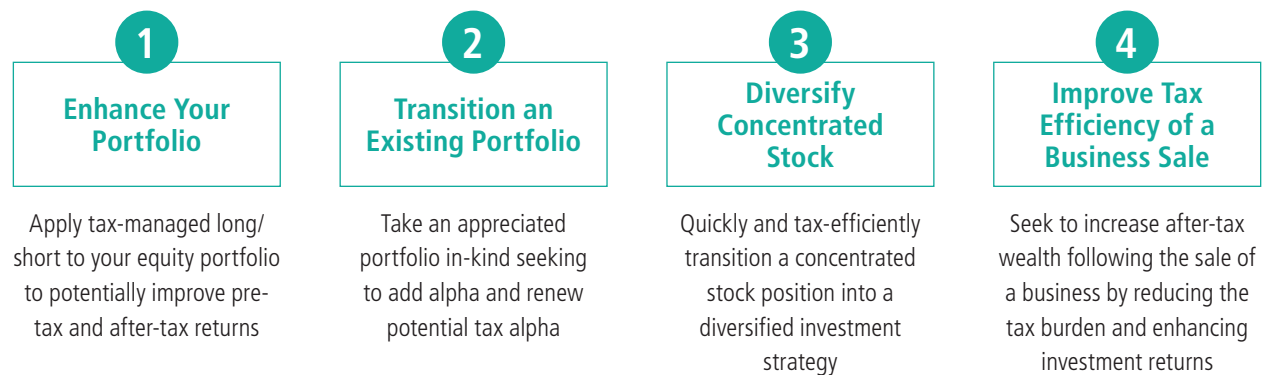 1
Enhance Your
Portfolio
Apply tax-managed long/
short to your equity portfolio
to potentially improve pre-
tax and after-tax returns
2
Transition an
Existing Portfolio
Take an appreciated
portfolio in-kind seeking
to add alpha and renew
potential tax alpha
3
Diversify
Concentrated
Stock
Quickly and tax-efficiently
transition a concentrated
stock position into a
diversified investment
strategy
4
Improve Tax
Efficiency of a
Business Sale
Seek to increase after-tax
wealth following the sale of
a business by reducing the
tax burden and enhancing
investment returns